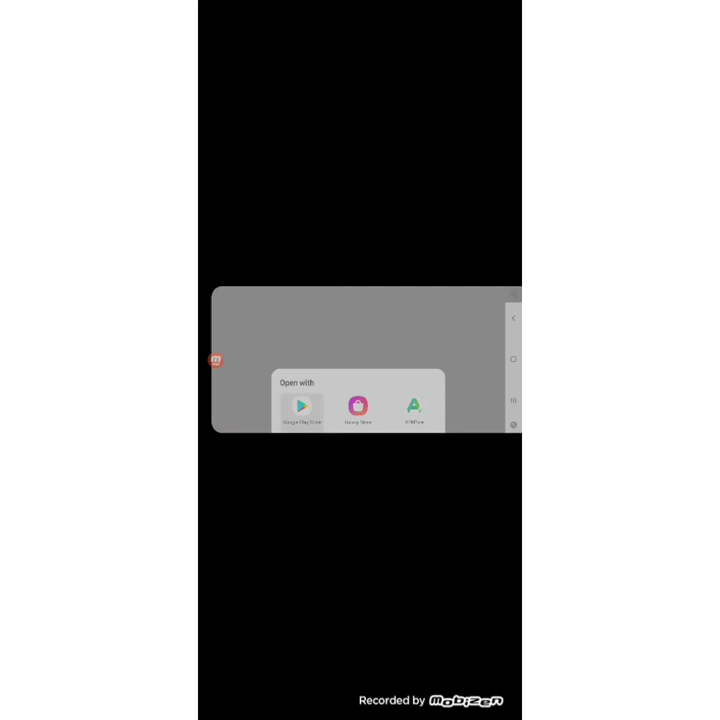 Open with
Google Play Store
Galaxy Store
APKPure
Recorded by mobizen